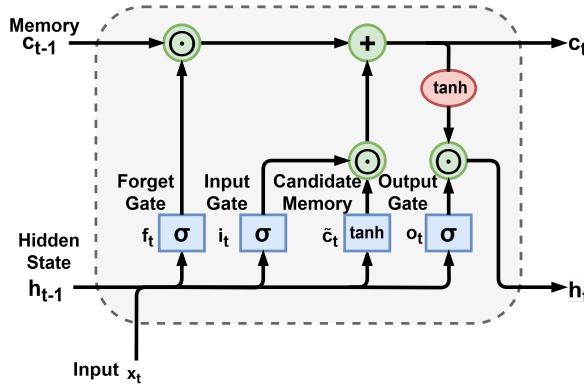 Memory
c_{t-1}
+
c_t
tanh
Forget
Gate
Input
Gate
Candidate
Memory
Output
Gate
f_t
σ
i_t
σ
c̃_t
tanh
o_t
σ
Hidden
State
h_{t-1}
h_t
Input x_t